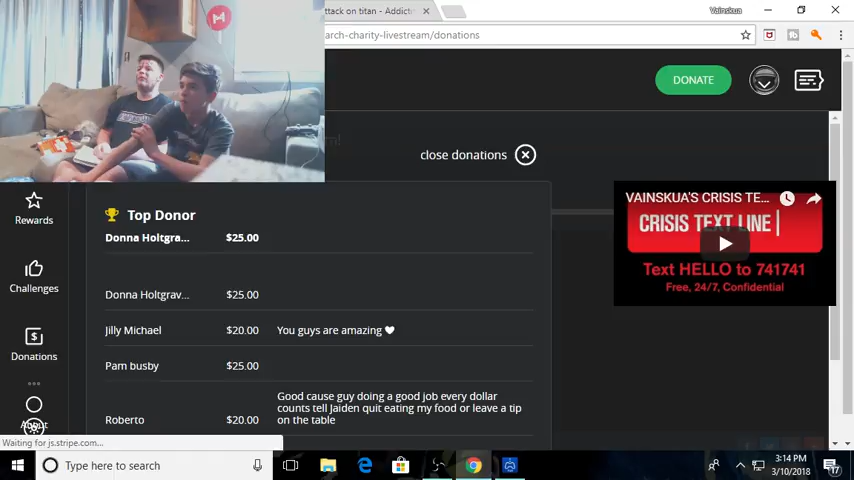 ttack on titan - Addict
Vainskua
arch-charity-livestream/donations
DONATE
close donations
Rewards
Challenges
Donations
About
Top Donor
Donna Holtgra... $25.00
Donna Holtgrav... $25.00
Jilly Michael $20.00 You guys are amazing
Pam busby $25.00
Good cause guy doing a good job every dollar
counts tell Jaiden quit eating my food or leave a tip
Roberto $20.00 on the table
VAINSKUA'S CRISIS TE...
CRISIS TEXT LINE |
Text HELLO to 741741
Free, 24/7, Confidential
Waiting for js.stripe.com...
Type here to search
3:14 PM
3/10/2018
17